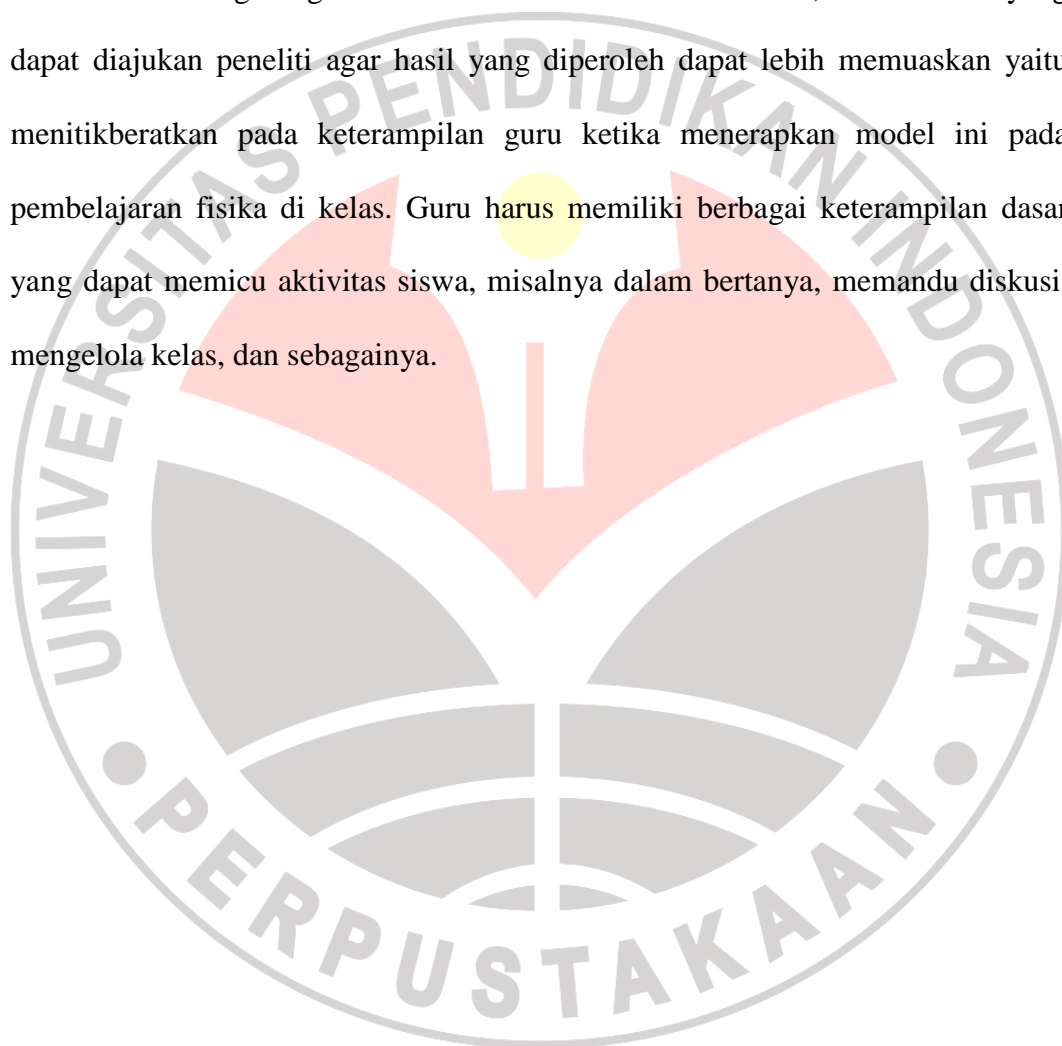 dapat diajukan peneliti agar hasil yang diperoleh dapat lebih memuaskan yaitu
menitikberatkan pada keterampilan guru ketika menerapkan model ini pada
pembelajaran fisika di kelas. Guru harus memiliki berbagai keterampilan dasar
yang dapat memicu aktivitas siswa, misalnya dalam bertanya, memandu diskusi
mengelola kelas, dan sebagainya.
UNIVERSITAS PENDIDIKAN INDONESIA
PERPUSTAKAAN